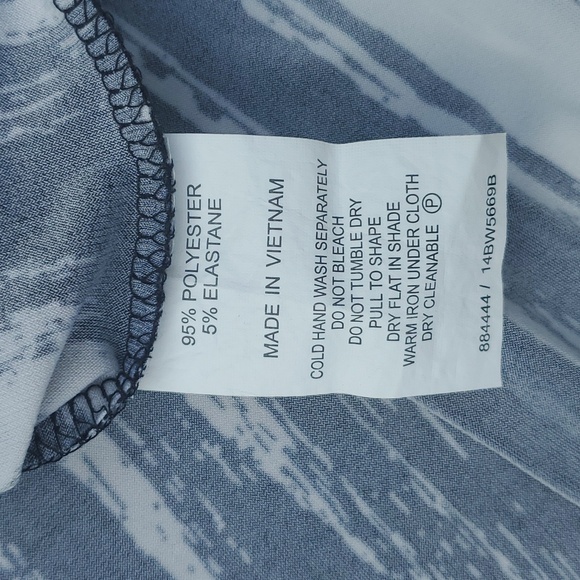 95% POLYESTER
5% ELASTANE
MADE IN VIETNAM
COLD HAND WASH SEPARATELY
DO NOT BLEACH
DO NOT TUMBLE DRY
PULL TO SHAPE
DRY FLAT IN SHADE
WARM IRON UNDER CLOTH
DRY CLEANABLE Ⓟ
884444 / 14BW5669B